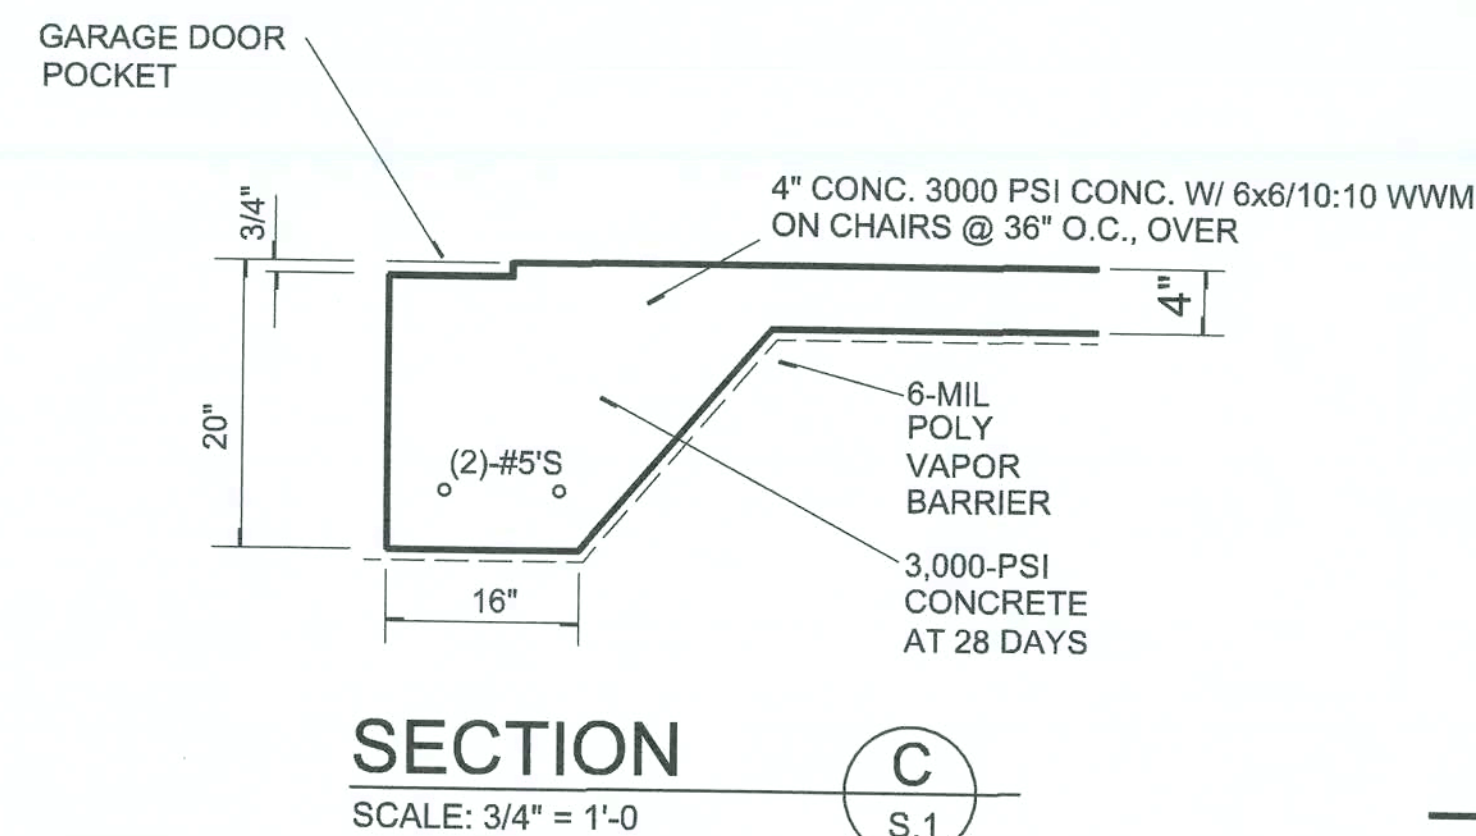 GARAGE DOOR
POCKET
3/4"
4" CONC. 3000 PSI CONC. W/ 6x6/10:10 WWM
ON CHAIRS @ 36" O.C., OVER
4"
20"
6-MIL
POLY
VAPOR
BARRIER
(2)-#5'S
3,000-PSI
CONCRETE
AT 28 DAYS
16"
SECTION
C
SCALE: 3/4" = 1'-0
S.1